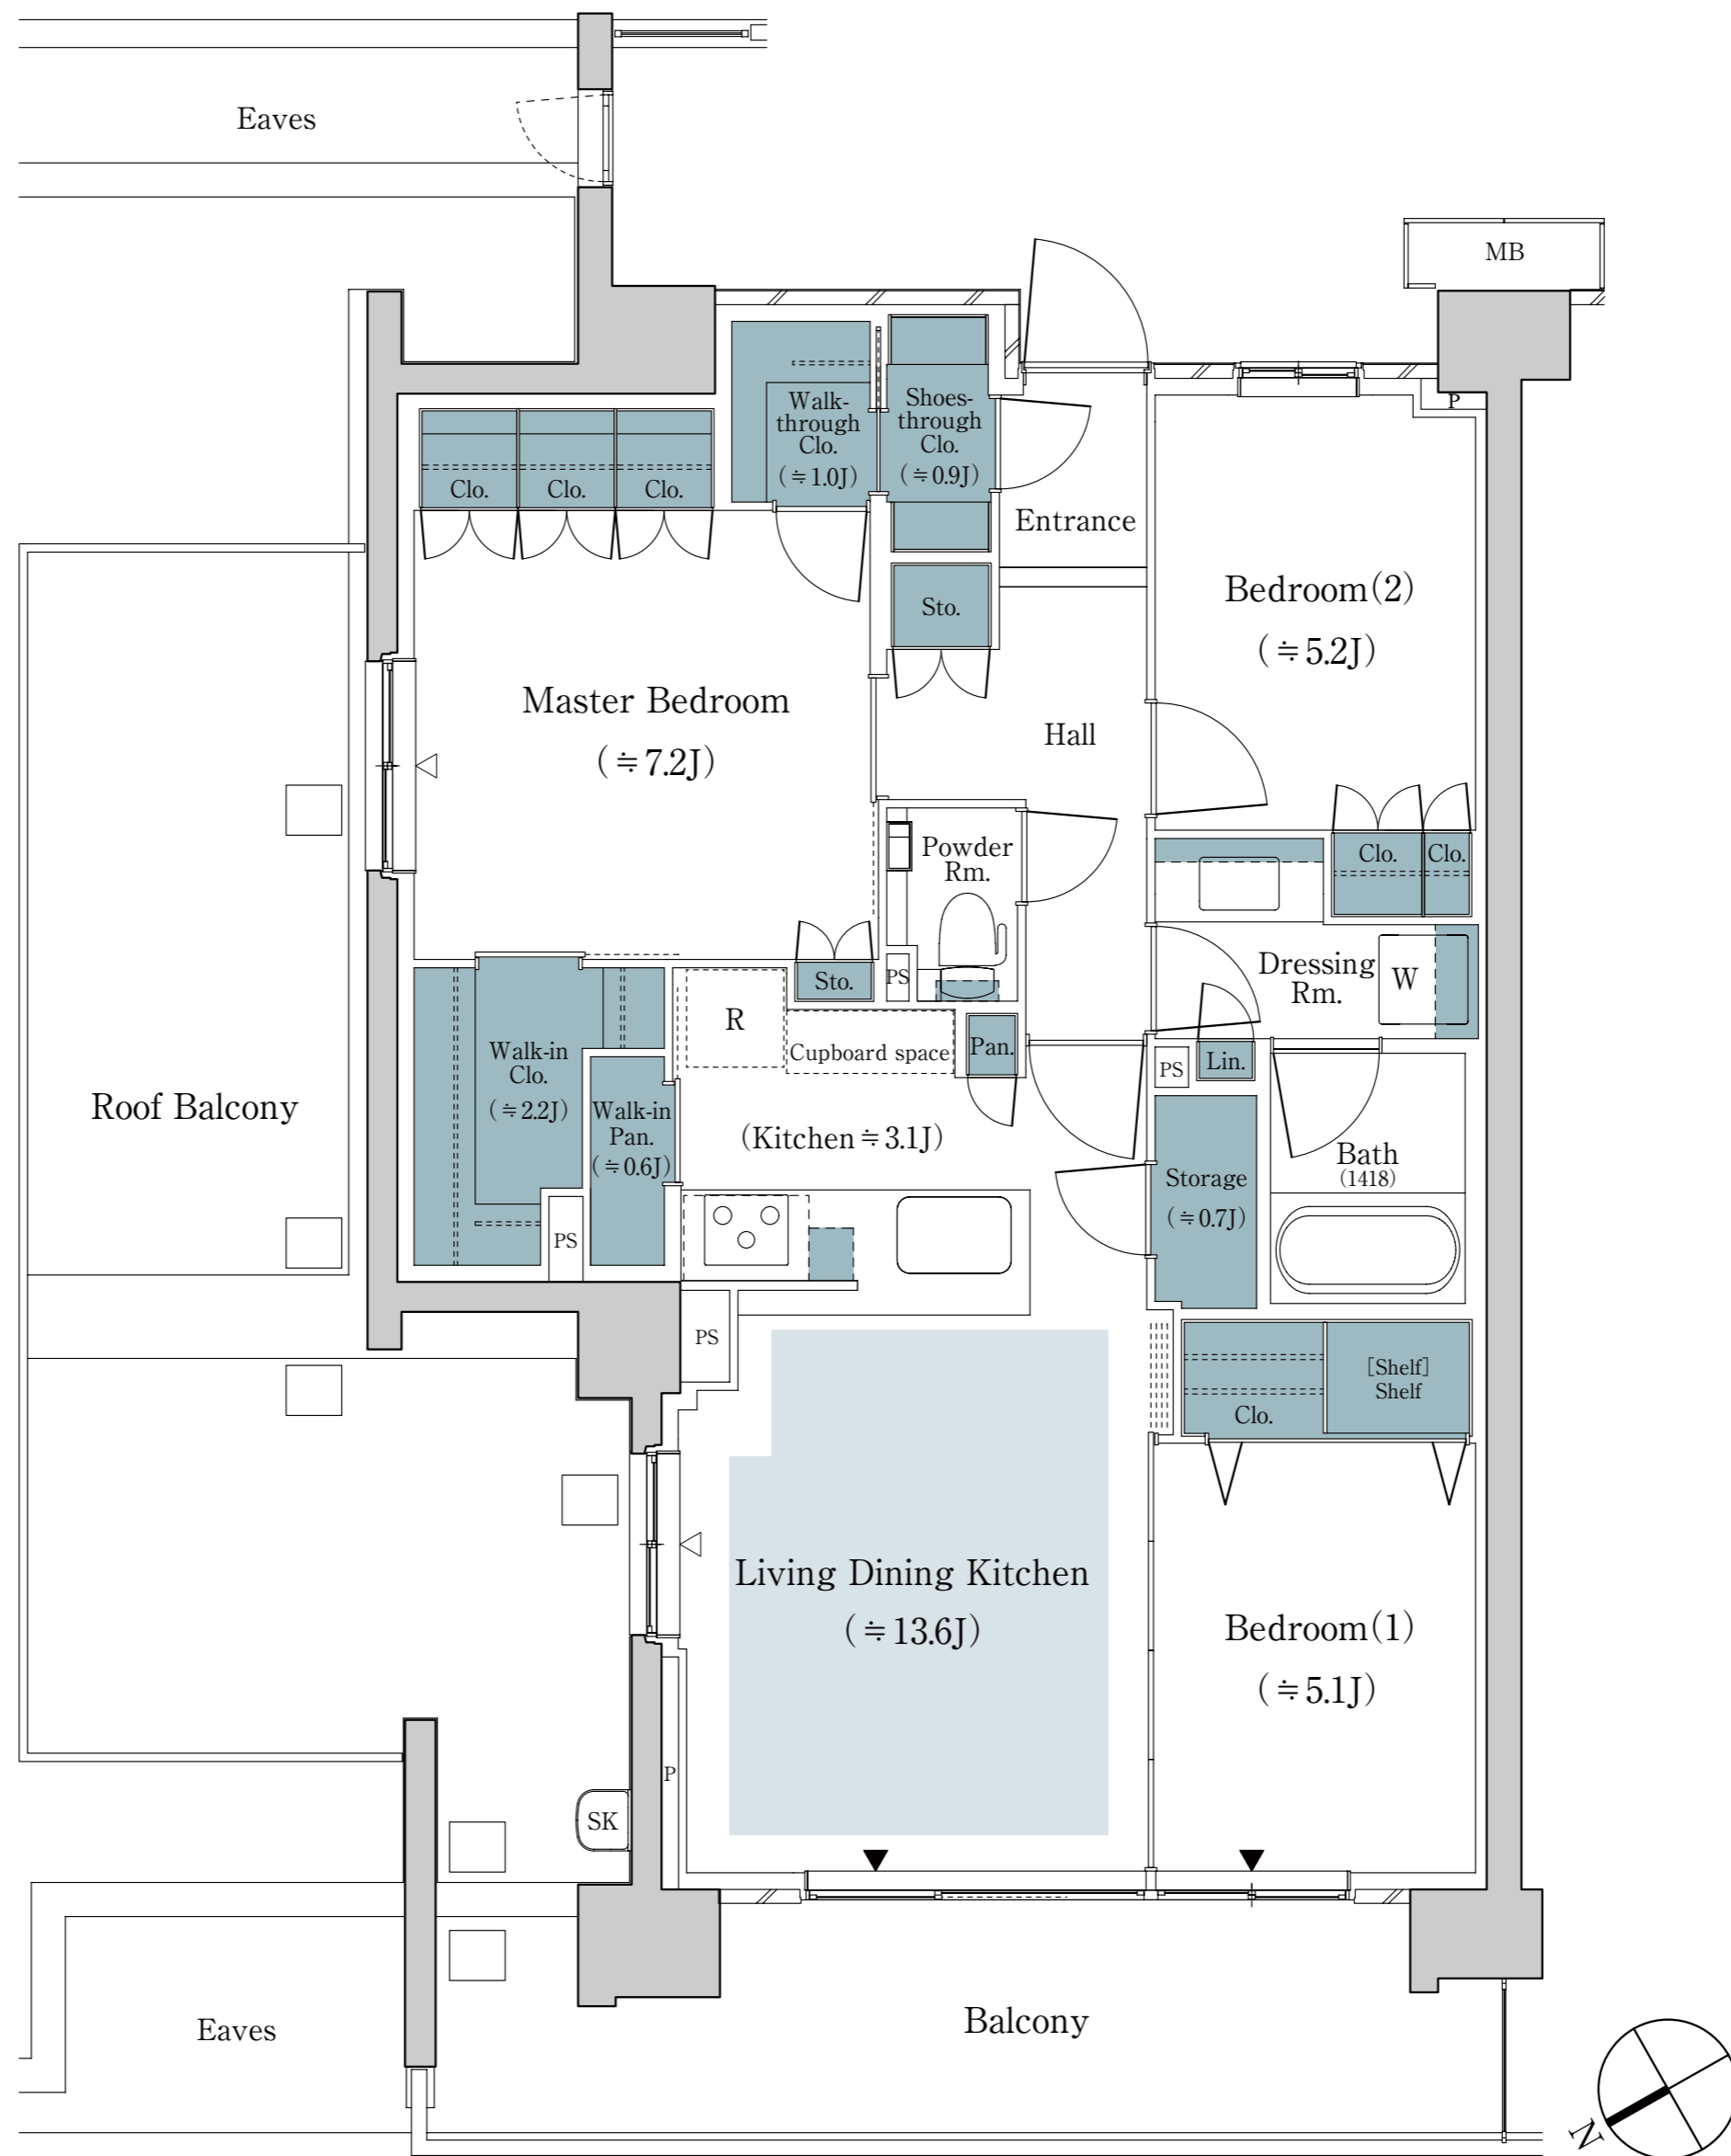 Eaves
MB
Walk-
through
Clo.
(≒1.0J)
Shoes-
through
Clo.
(≒0.9J)
P
Clo.
Clo.
Clo.
Entrance
Sto.
Bedroom(2)
(≒5.2J)
Master Bedroom
(≒7.2J)
Hall
Powder
Rm.
Clo.
Clo.
PS
Sto.
Dressing
Rm.
W
R
Cupboard space
Pan.
PS
Lin.
Walk-in
Clo.
(≒2.2J)
Walk-in
Pan.
(≒0.6J)
Roof Balcony
(Kitchen≒3.1J)
Storage
(≒0.7J)
Bath
(1418)
PS
PS
[Shelf]
Shelf
Clo.
Living Dining Kitchen
(≒13.6J)
Bedroom(1)
(≒5.1J)
P
SK
Eaves
Balcony
N